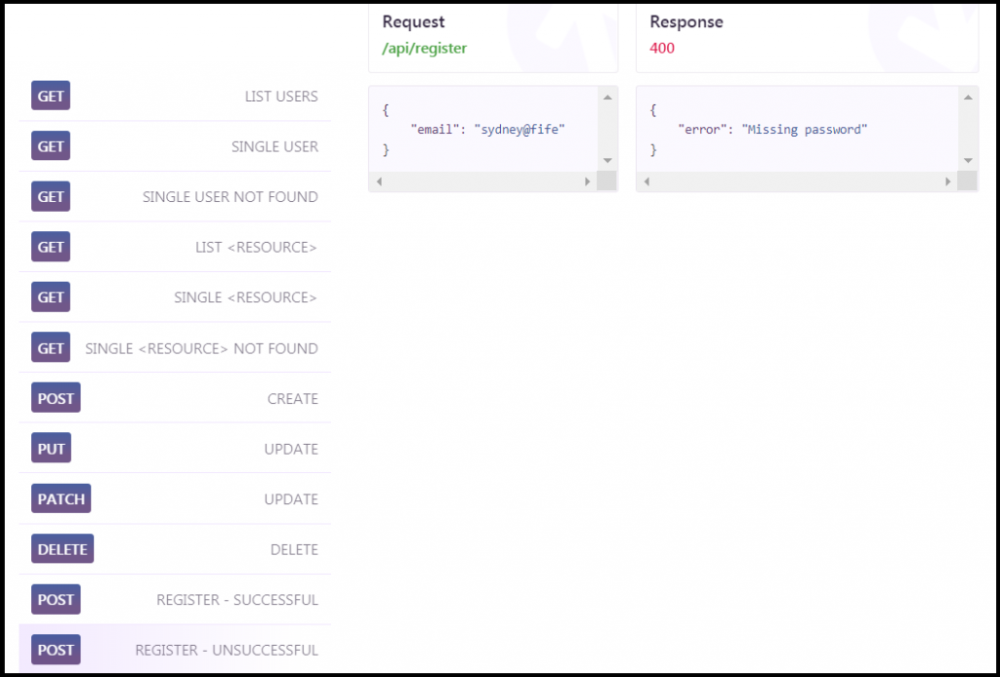 Request
/api/register
{
"email": "sydney@fife"
}
Response
400
{
"error": "Missing password"
}
GET LIST USERS
GET SINGLE USER
GET SINGLE USER NOT FOUND
GET LIST <RESOURCE>
GET SINGLE <RESOURCE>
GET SINGLE <RESOURCE> NOT FOUND
POST CREATE
PUT UPDATE
PATCH UPDATE
DELETE DELETE
POST REGISTER - SUCCESSFUL
POST REGISTER - UNSUCCESSFUL